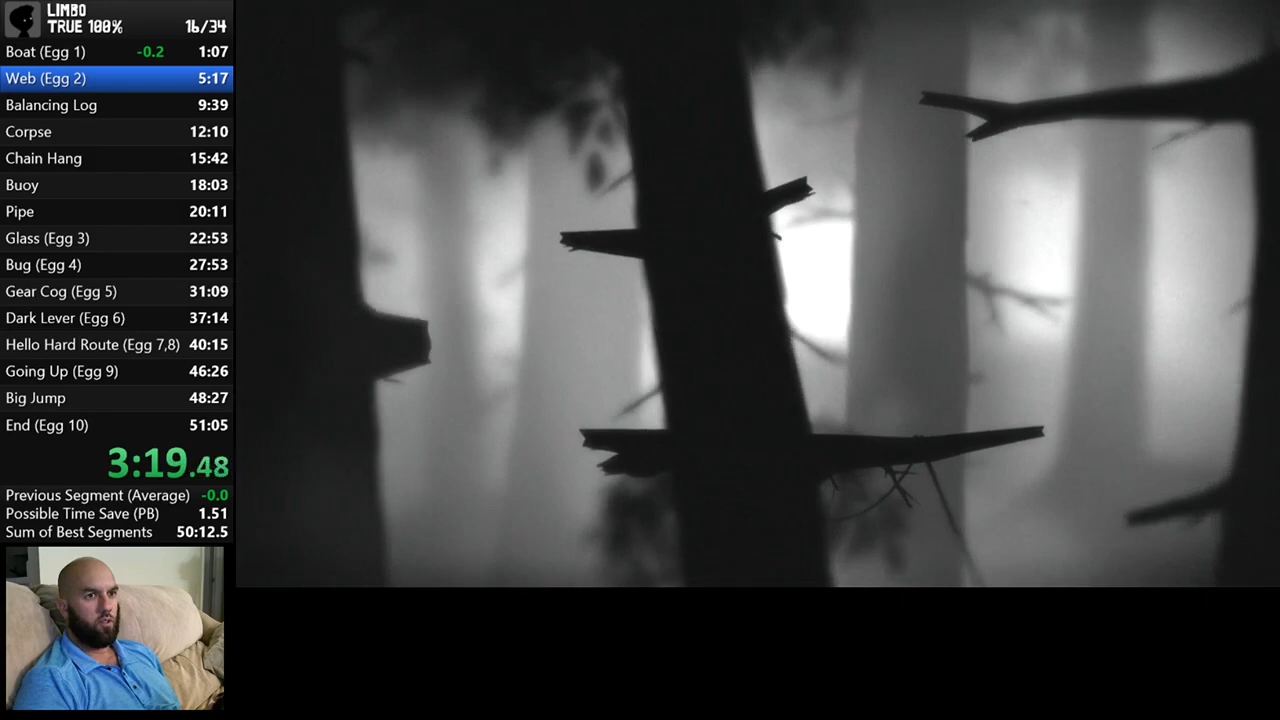 LIMBO
TRUE 100% 16/34
Boat (Egg 1) -0.2 1:07
Web (Egg 2) 5:17
Balancing Log 9:39
Corpse 12:10
Chain Hang 15:42
Buoy 18:03
Pipe 20:11
Glass (Egg 3) 22:53
Bug (Egg 4) 27:53
Gear Cog (Egg 5) 31:09
Dark Lever (Egg 6) 37:14
Hello Hard Route (Egg 7,8) 40:15
Going Up (Egg 9) 46:26
Big Jump 48:27
End (Egg 10) 51:05
3:19.48
Previous Segment (Average) -0.0
Possible Time Save (PB) 1.51
Sum of Best Segments 50:12.5